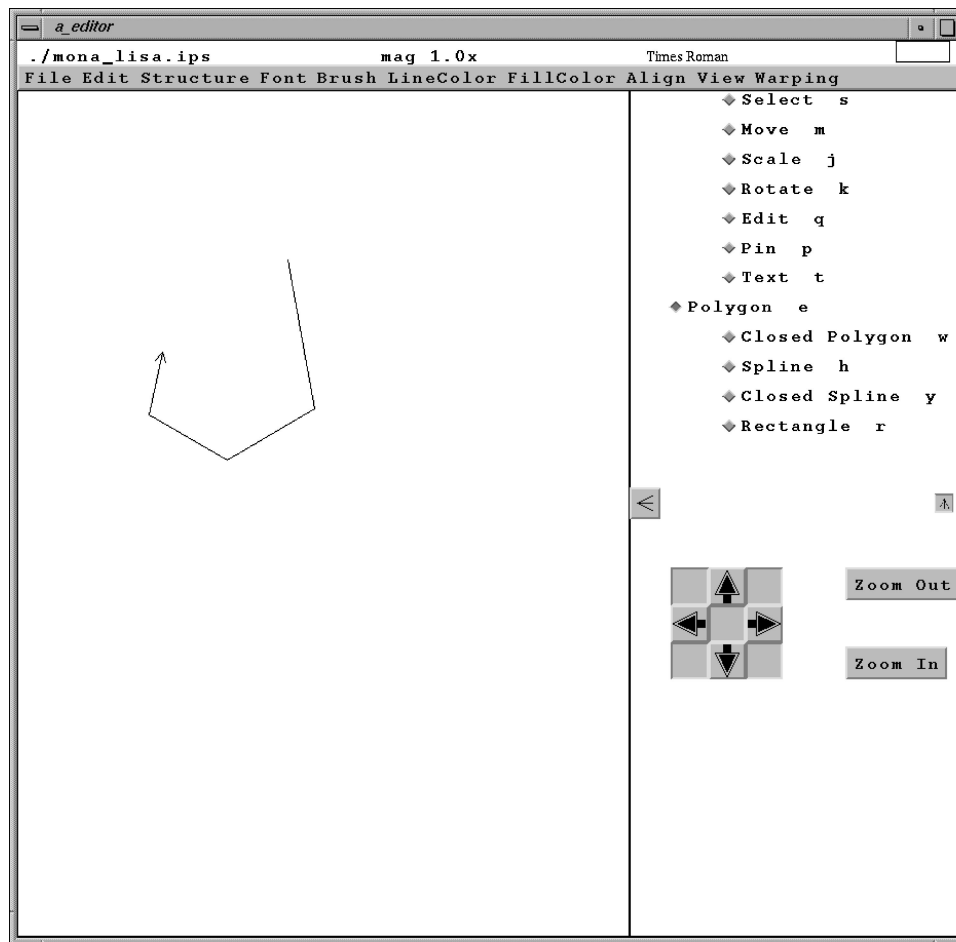 a_editor
./mona_lisa.ips mag 1.0x Times Roman
File Edit Structure Font Brush LineColor FillColor Align View Warping
Select s
Move m
Scale j
Rotate k
Edit q
Pin p
Text t
Polygon e
Closed Polygon w
Spline h
Closed Spline y
Rectangle r
Zoom Out
Zoom In